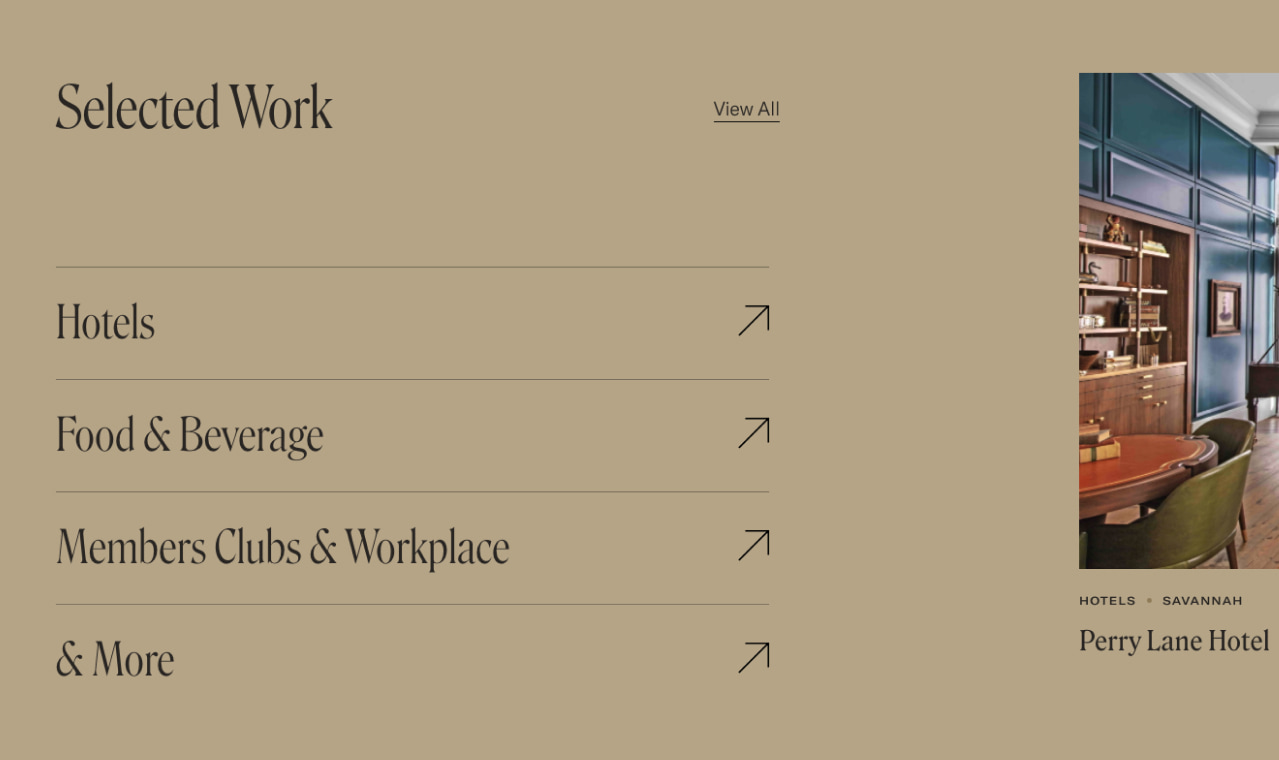 Selected Work
View All
Hotels
Food & Beverage
Members Clubs & Workplace
& More
HOTELS • SAVANNAH
Perry Lane Hotel